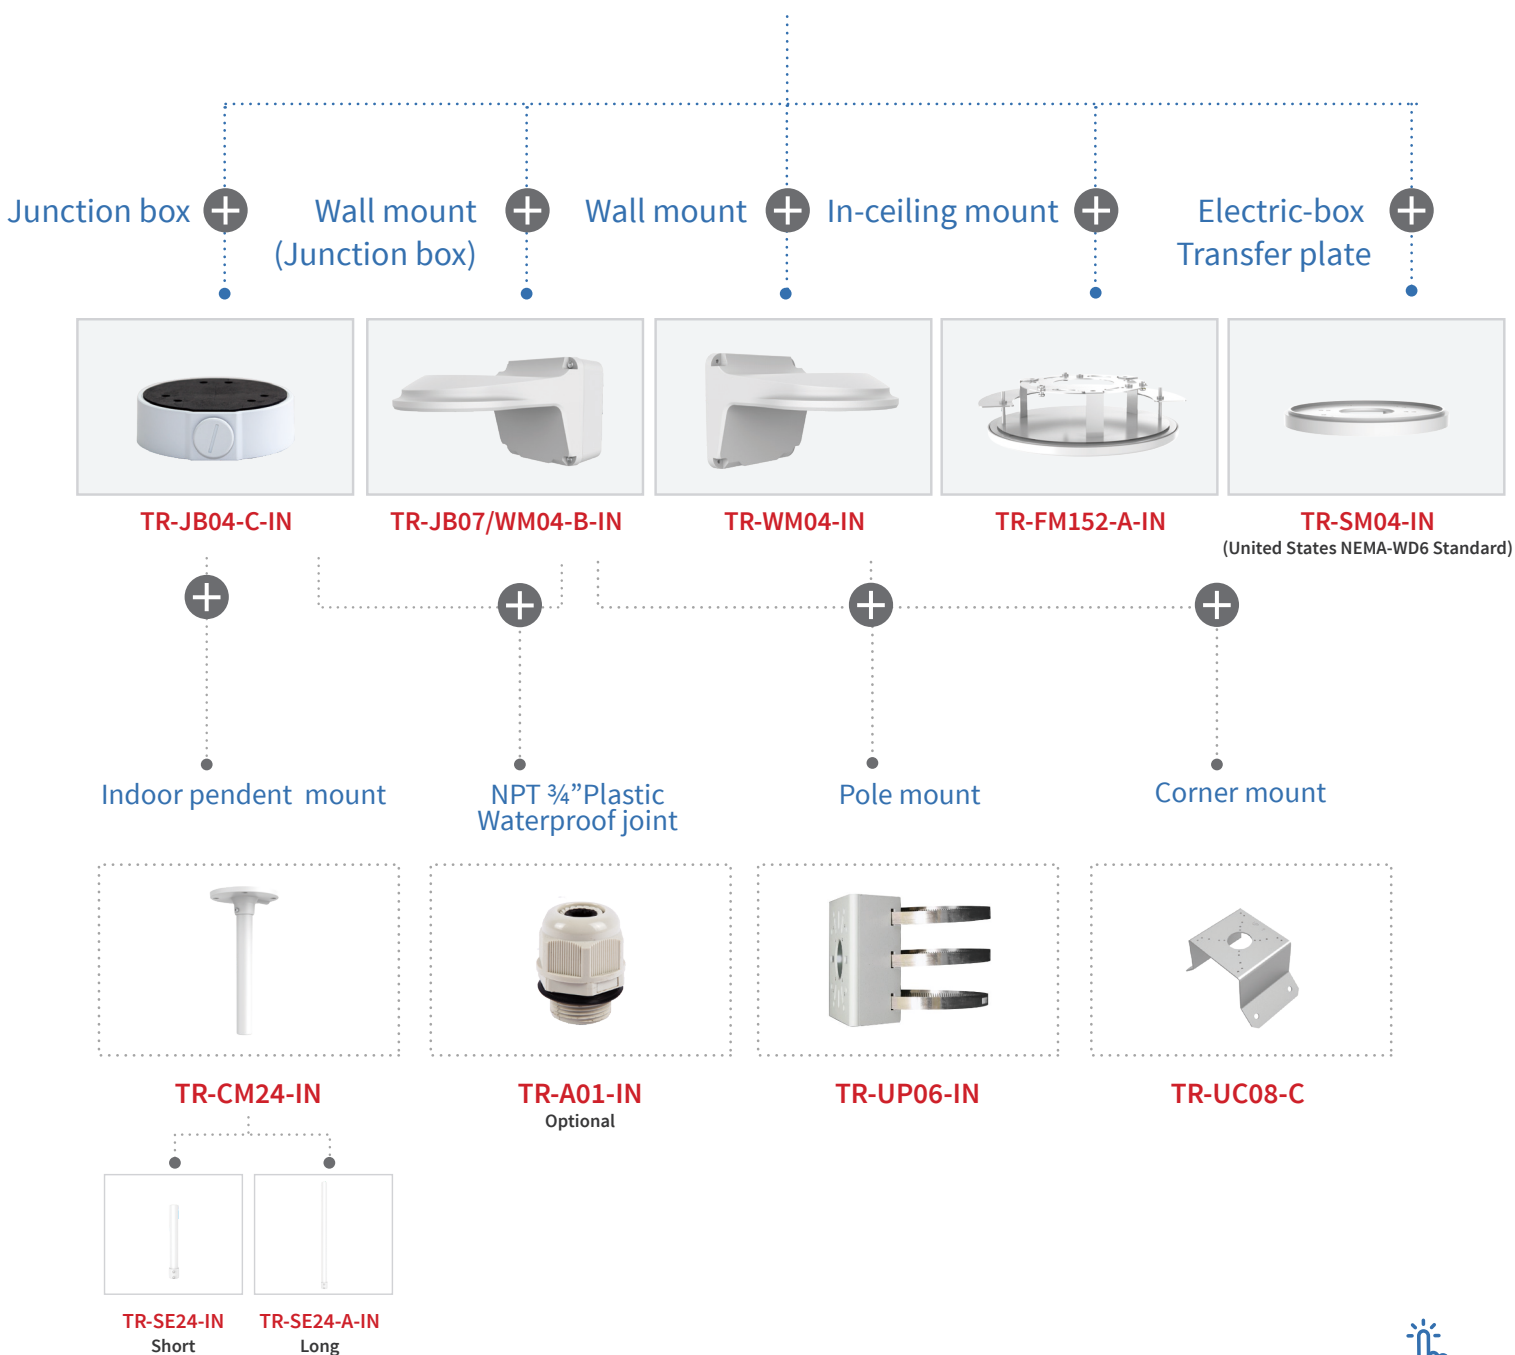 Junction box
Wall mount
(Junction box)
Wall mount
In-ceiling mount
Electric-box
Transfer plate
TR-JB04-C-IN
TR-JB07/WM04-B-IN
TR-WM04-IN
TR-FM152-A-IN
TR-SM04-IN
(United States NEMA-WD6 Standard)
Indoor pendent mount
NPT ¾”Plastic
Waterproof joint
Pole mount
Corner mount
TR-CM24-IN
TR-A01-IN
Optional
TR-UP06-IN
TR-UC08-C
TR-SE24-IN
Short
TR-SE24-A-IN
Long